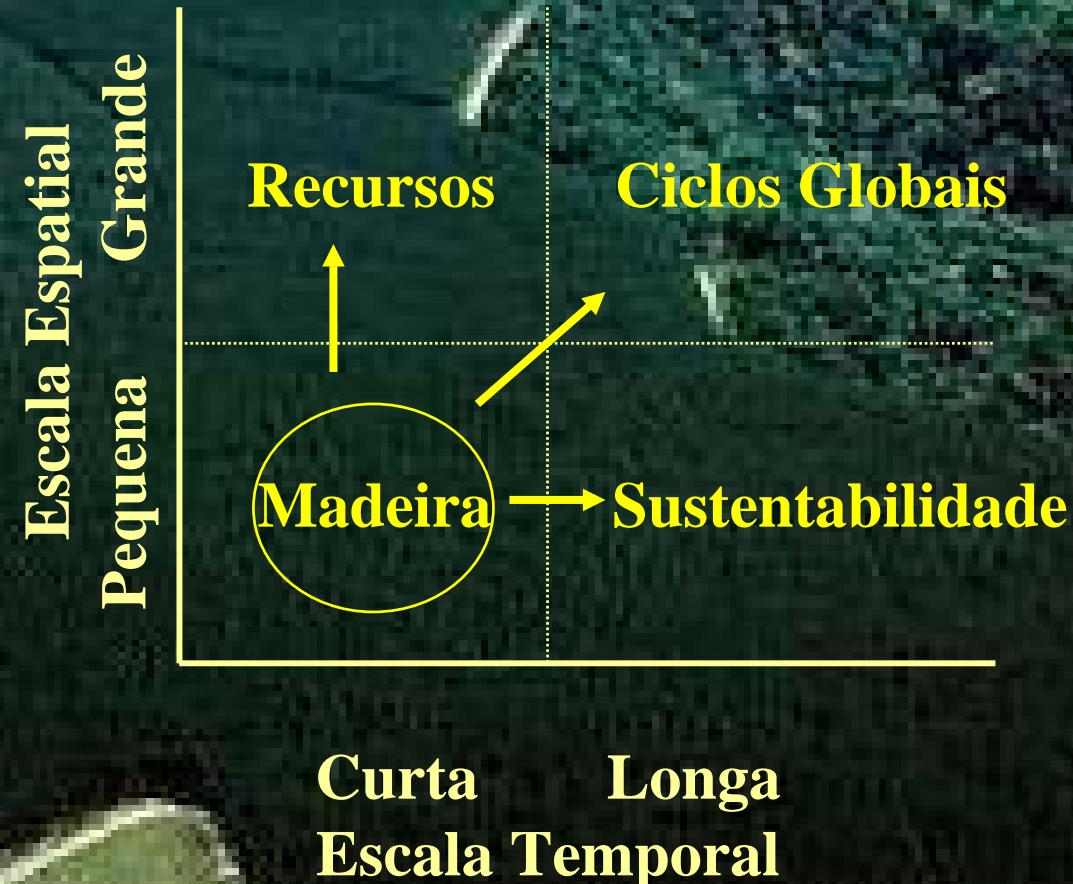 Escala Espatial
Pequena Grande
Recursos Ciclos Globais
Madeira Sustentabilidade
Curta Longa
Escala Temporal